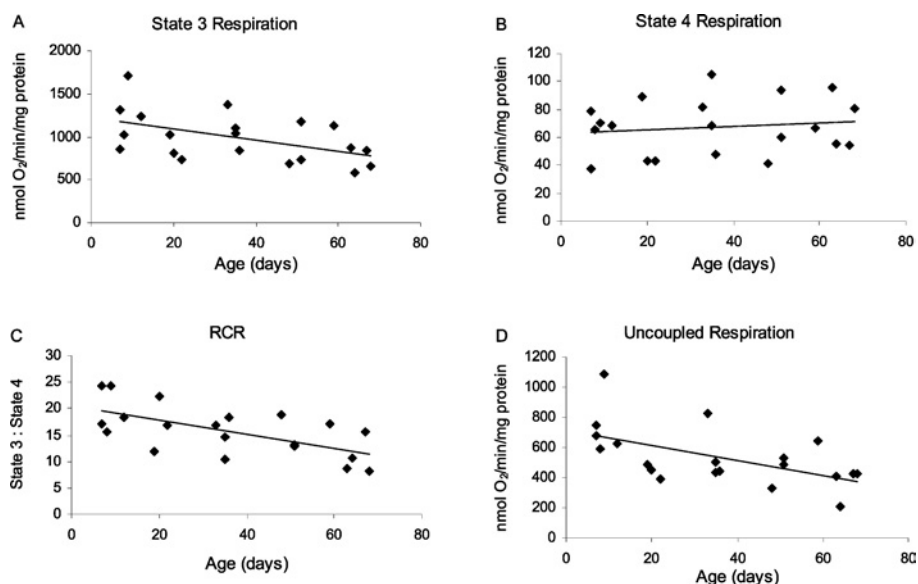 A
State 3 Respiration
nmol O₂/min/mg protein
2000
1500
1000
500
0
0 20 40 60 80
Age (days)
B
State 4 Respiration
nmol O₂/min/mg protein
120
100
80
60
40
20
0
0 20 40 60 80
Age (days)
C
RCR
State 3 : State 4
30
25
20
15
10
5
0
0 20 40 60 80
Age (days)
D
Uncoupled Respiration
nmol O₂/min/mg protein
1200
1000
800
600
400
200
0
0 20 40 60 80
Age (days)